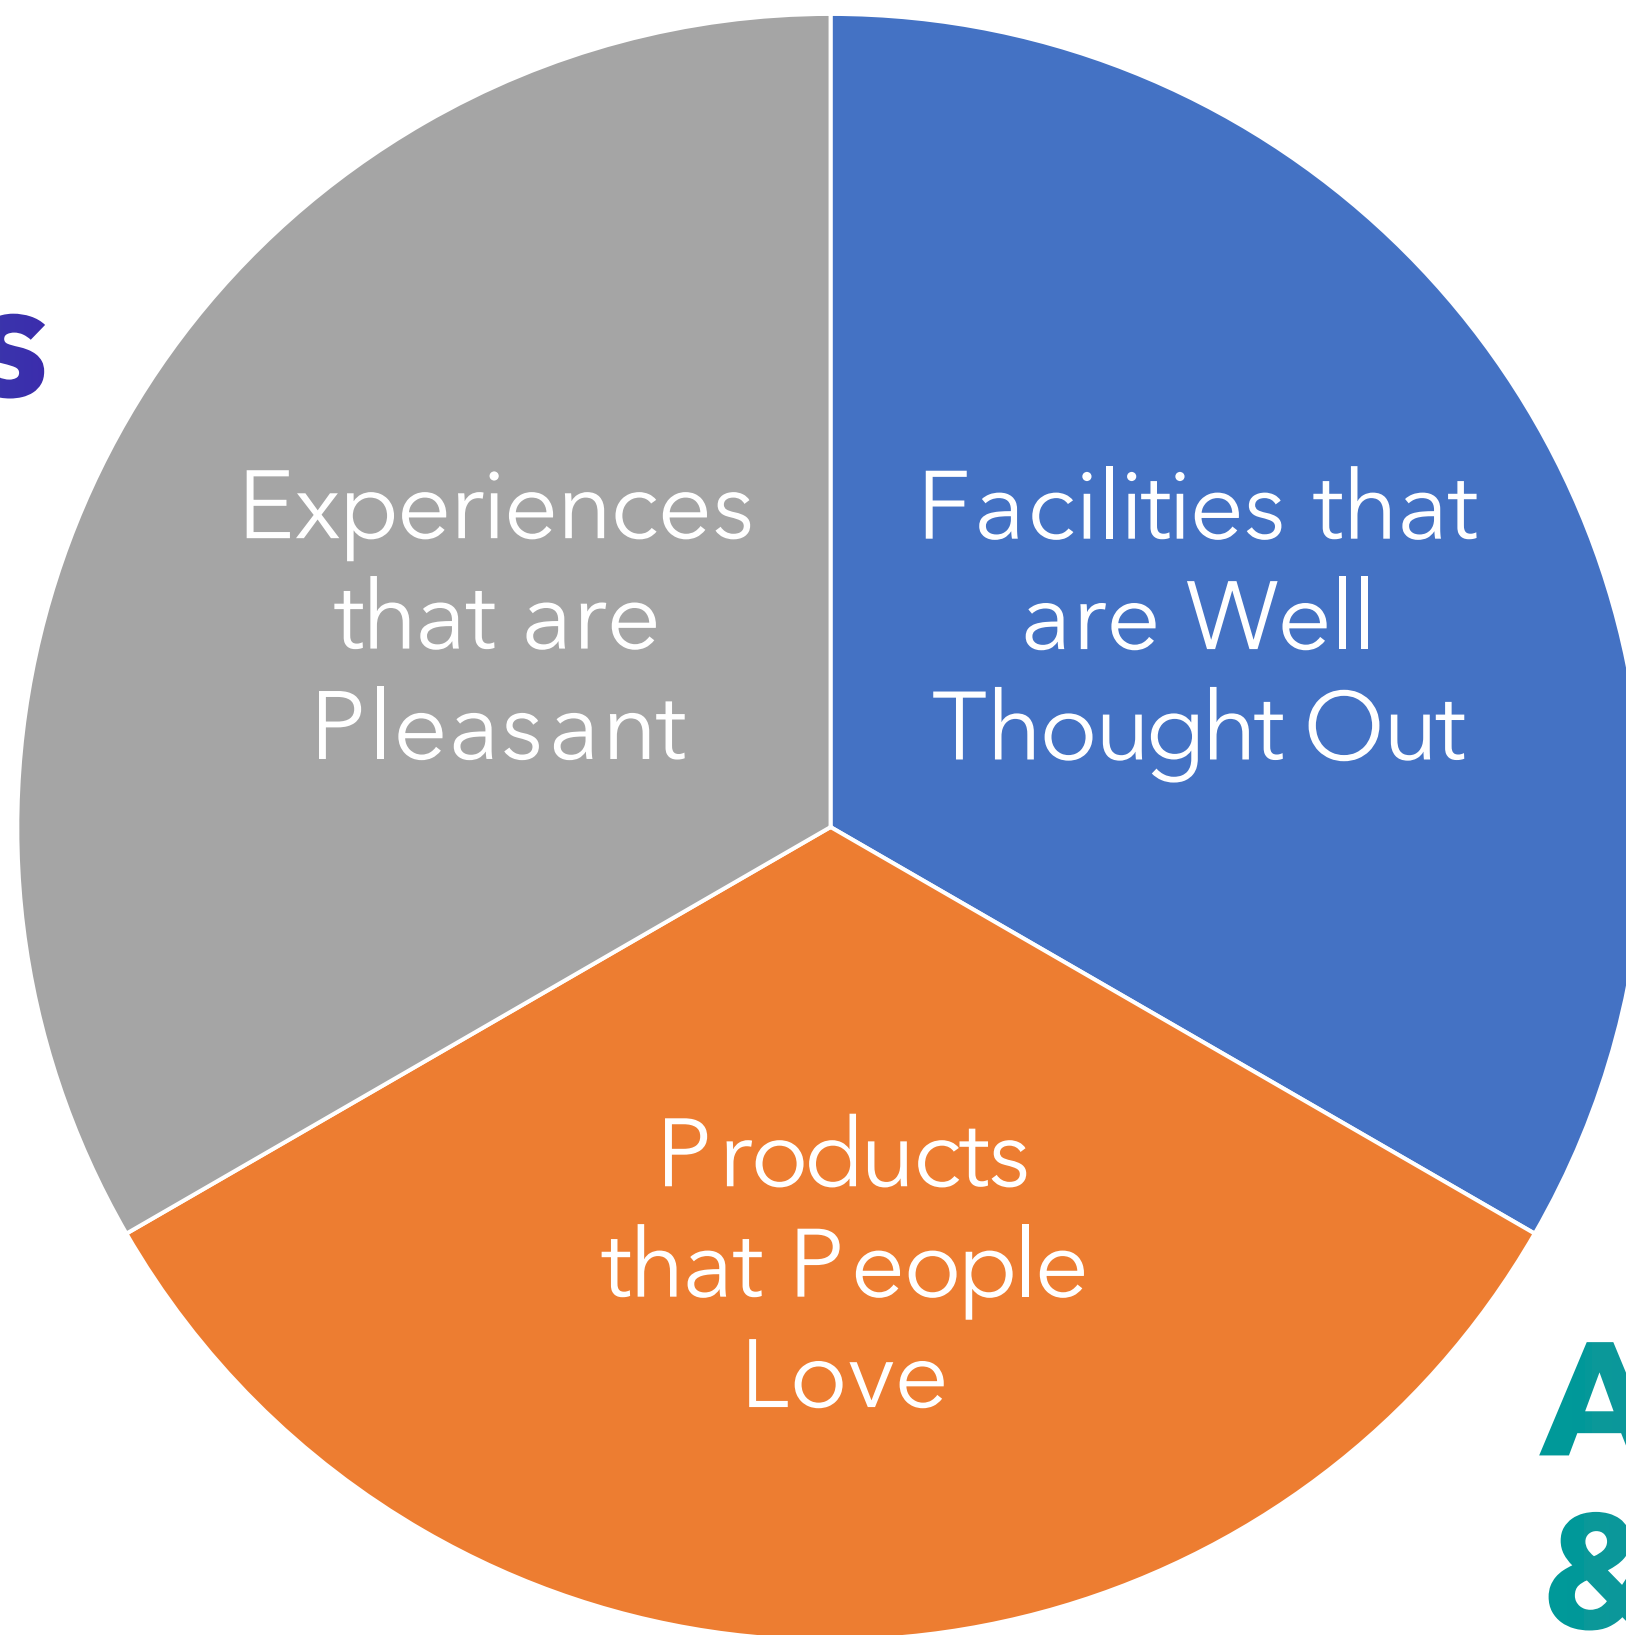 s
Experiences
that are
Pleasant
Facilities that
are Well
Thought Out
Products
that People
Love
A
&